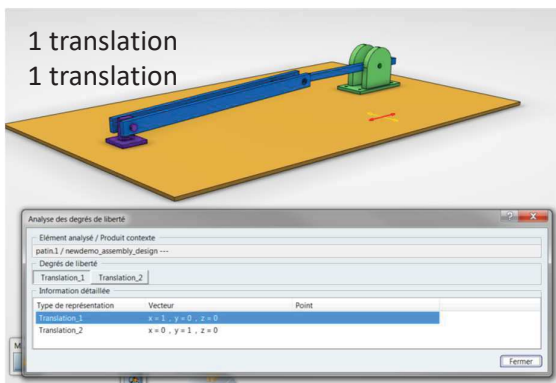 1 translation
1 translation
Analyse des degrés de liberté
Elément analysé / Produit contexte
patin.1 / newdemo_assembly_design ---
Degrés de liberté
Translation_1 Translation_2
Information détaillée
Type de représentation Vecteur Point
Translation_1 x = 1 , y = 0 , z = 0
Translation_2 x = 0 , y = 1 , z = 0
M
Fermer